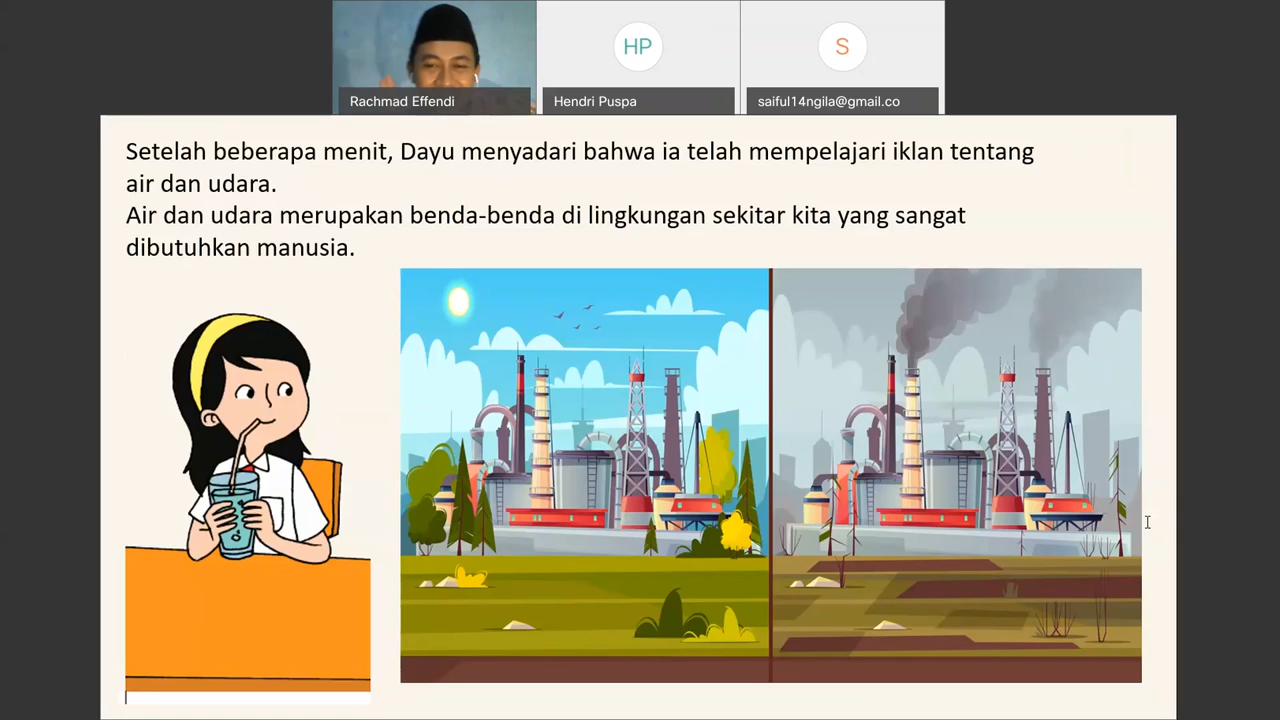 HP
S
Rachmad Effendi
Hendri Puspa
saiful14ngila@gmail.co
Setelah beberapa menit, Dayu menyadari bahwa ia telah mempelajari iklan tentang
air dan udara.
Air dan udara merupakan benda-benda di lingkungan sekitar kita yang sangat
dibutuhkan manusia.